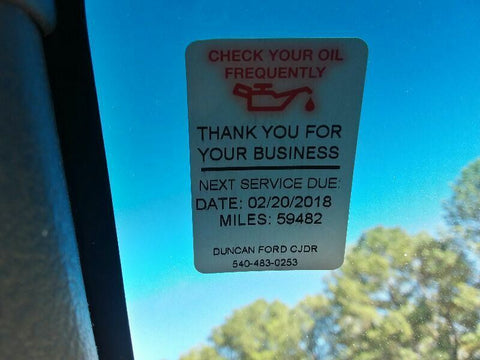 CHECK YOUR OIL
FREQUENTLY
THANK YOU FOR
YOUR BUSINESS
NEXT SERVICE DUE:
DATE: 02/20/2018
MILES: 59482
DUNCAN FORD CJDR
540-483-0253